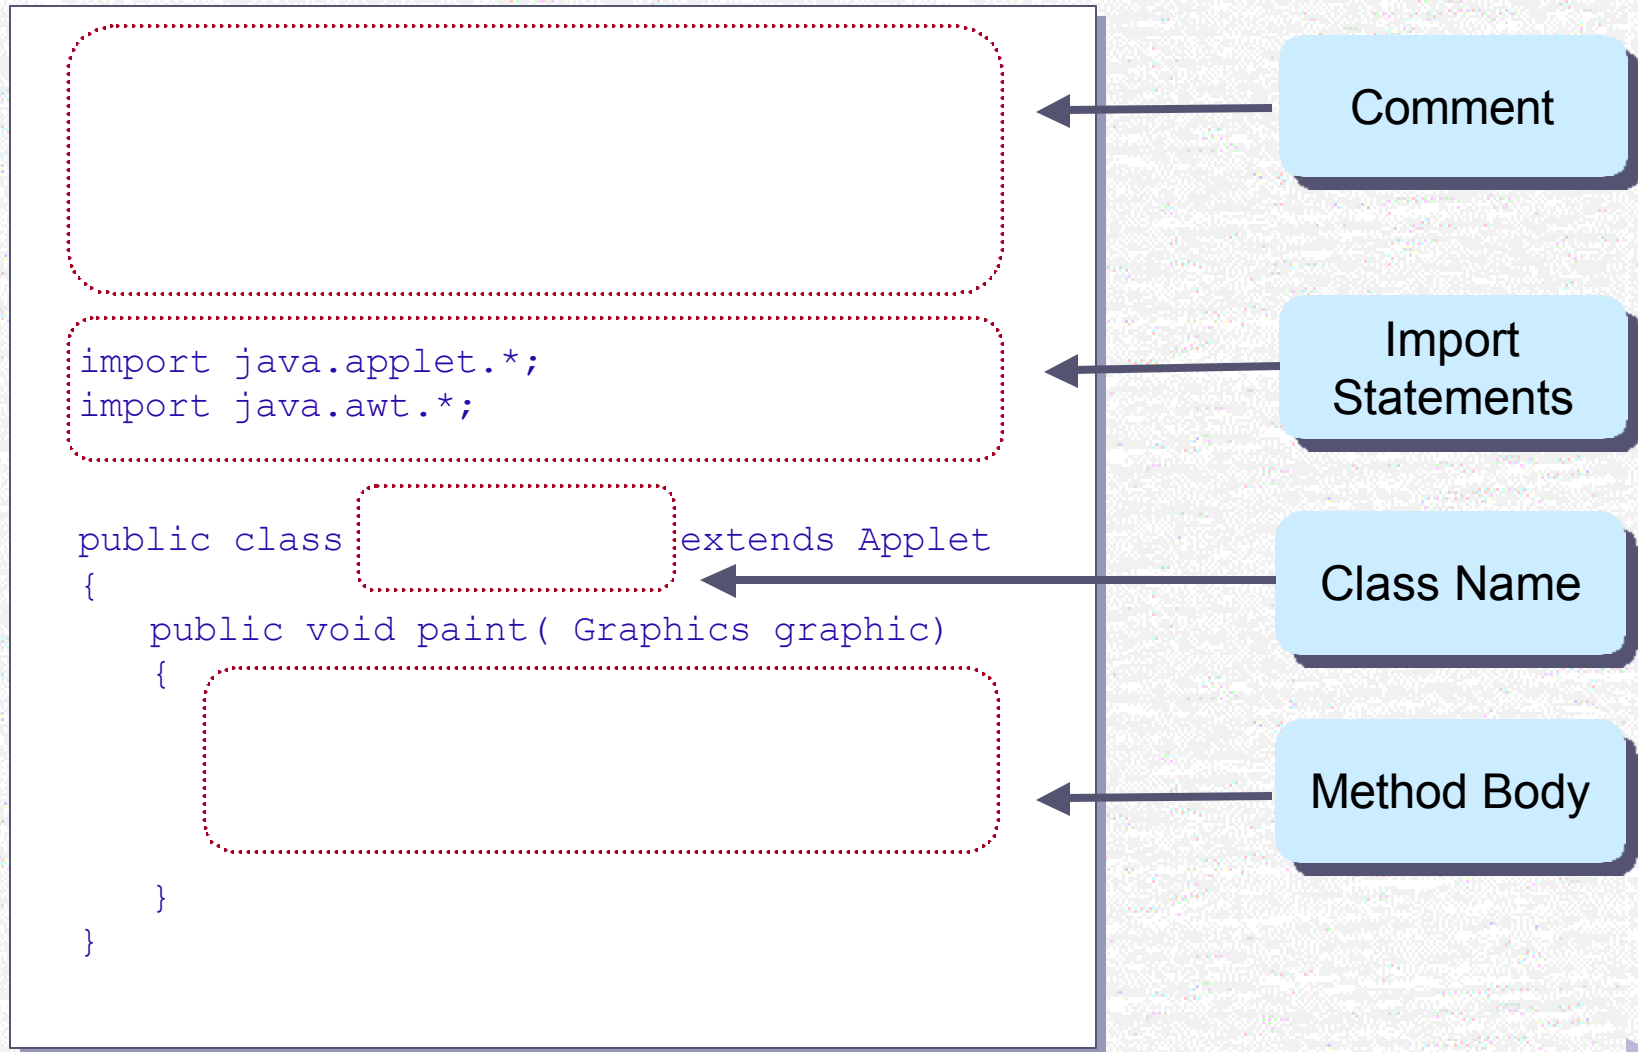 Comment
import java.applet.*;
import java.awt.*;
Import
Statements
public class extends Applet
{
Class Name
public void paint( Graphics graphic)
{
Method Body
}
}